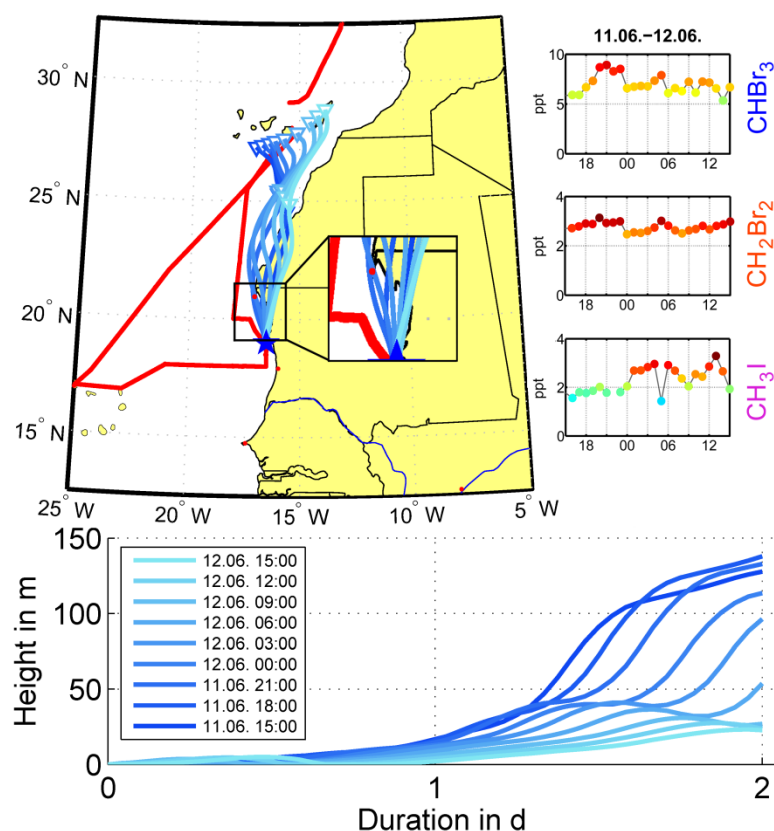 30° N
25° N
20° N
15° N
25° W
20° W
15° W
10° W
5° W
11.06.−12.06.
10
5
0
ppt
18 00 06 12
CHBr3
4
2
0
ppt
18 00 06 12
CH2Br2
4
2
0
ppt
18 00 06 12
CH3I
150
100
50
0
Height in m
12.06. 15:00
12.06. 12:00
12.06. 09:00
12.06. 06:00
12.06. 03:00
12.06. 00:00
11.06. 21:00
11.06. 18:00
11.06. 15:00
0 1 2
Duration in d